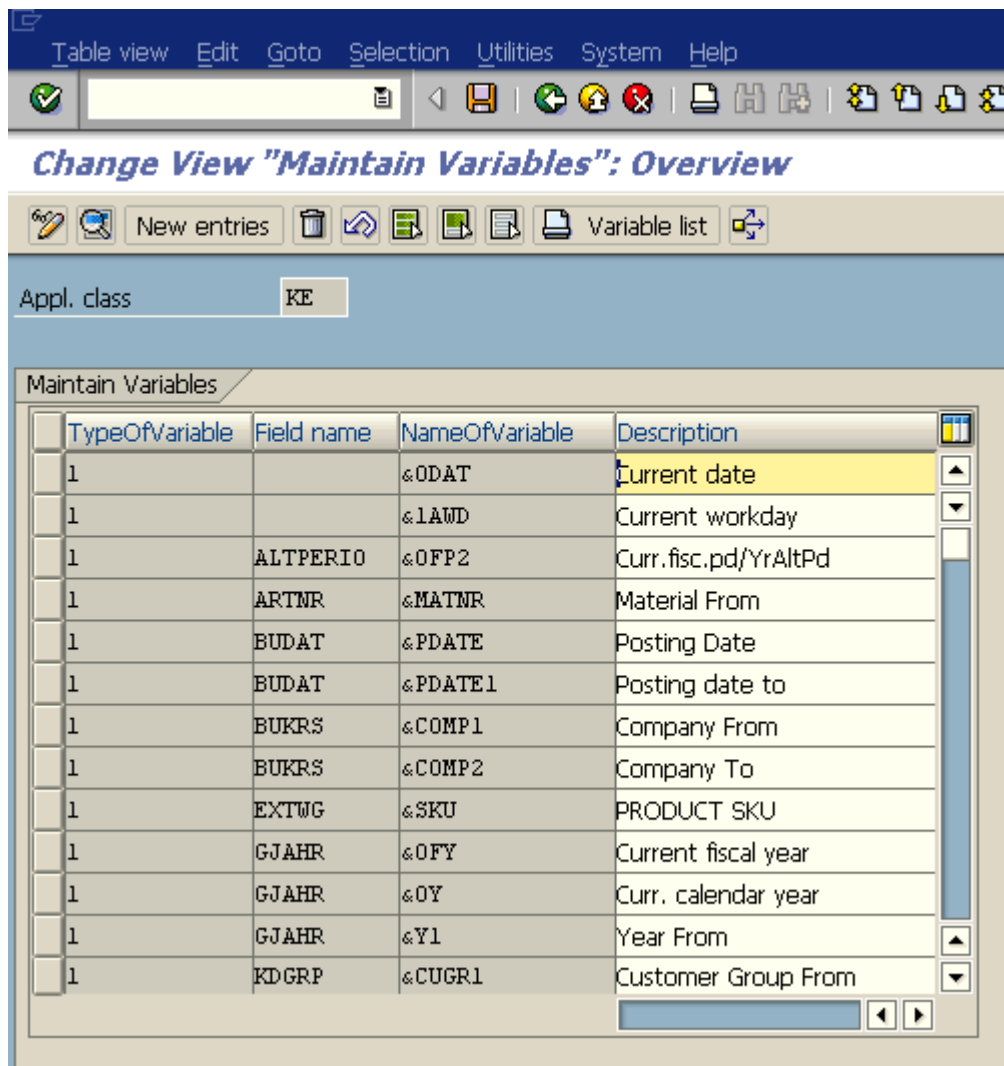 Table view Edit Goto Selection Utilities System Help
Change View "Maintain Variables": Overview
New entries Variable list
Appl. class KE
Maintain Variables
TypeOfVariable Field name NameOfVariable Description
1 &0DAT Current date
1 &1AWD Current workday
1 ALTPERIO &0FP2 Curr.fisc.pd/YrAltPd
1 ARTNR &MATNR Material From
1 BUDAT &PDATE Posting Date
1 BUDAT &PDATE1 Posting date to
1 BUKRS &COMP1 Company From
1 BUKRS &COMP2 Company To
1 EXTWG &SKU PRODUCT SKU
1 GJAHR &0FY Current fiscal year
1 GJAHR &0Y Curr. calendar year
1 GJAHR &Y1 Year From
1 KDGRP &CUGR1 Customer Group From